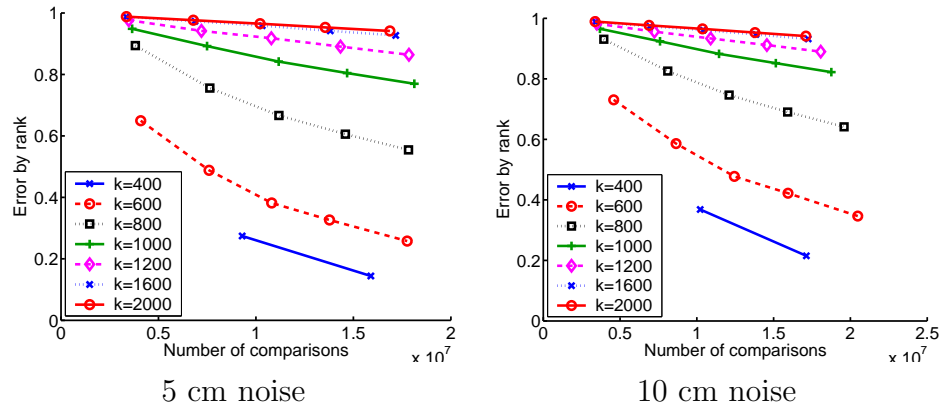 Error by rank
1
0.8
0.6
0.4
0.2
0
k=400
k=600
k=800
k=1000
k=1200
k=1600
k=2000
0 0.5 1 1.5 2
Number of comparisons
x 10^7
5 cm noise
Error by rank
1
0.8
0.6
0.4
0.2
0
k=400
k=600
k=800
k=1000
k=1200
k=1600
k=2000
0 0.5 1 1.5 2 2.5
Number of comparisons
x 10^7
10 cm noise